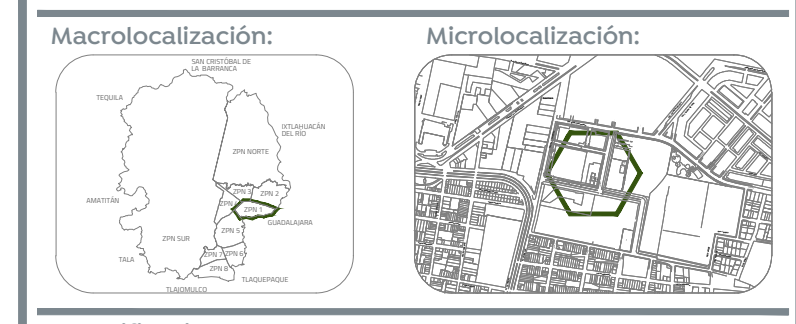 Macrolocalización:
Microlocalización:
SAN CRISTÓBAL DE
LA BARRANCA
TEQUILA
IXTLAHUACÁN
DEL RÍO
ZPN NORTE
ZPN 3
ZPN 2
AMATITÁN
ZPN 1
GUADALAJARA
ZPN 5
ZPN SUR
ZPN 7
ZPN 6
TALA
ZPN 8
TLAQUEPAQUE
TLAJOMULCO